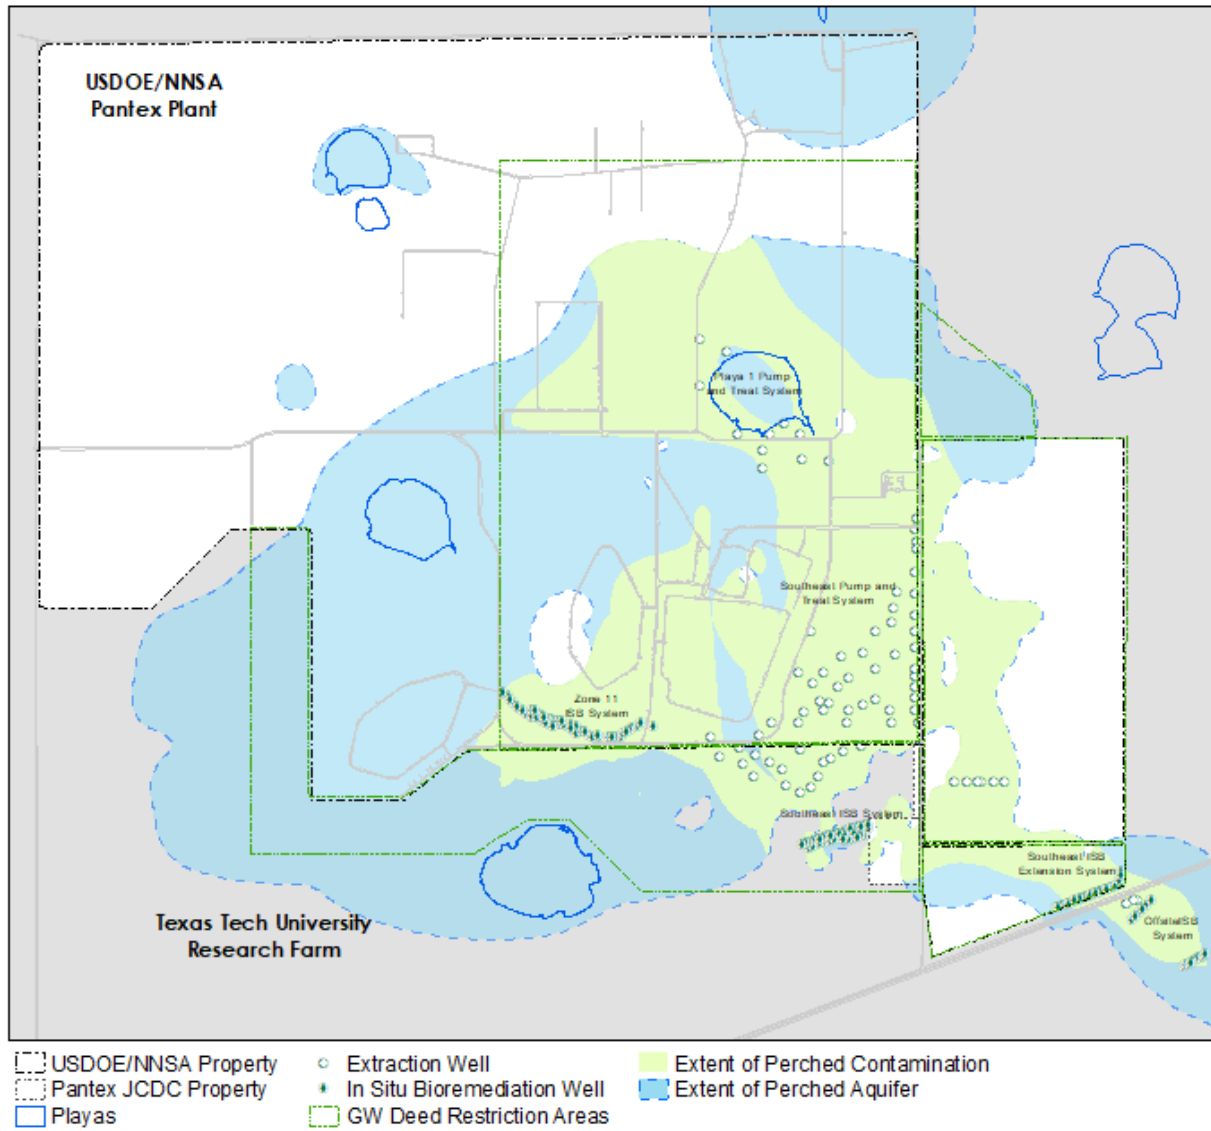 USDOE/NNSA
Pantex Plant
Playa 1 Pump
and Treat System
Southeast Pump and
Treat System
Zone 11
ISB System
Southeast ISB System
Southeast ISB
Extension System
OffsiteISB
System
Texas Tech University
Research Farm
USDOE/NNSA Property
Extraction Well
Extent of Perched Contamination
Pantex JCDC Property
In Situ Bioremediation Well
Extent of Perched Aquifer
Playas
GW Deed Restriction Areas